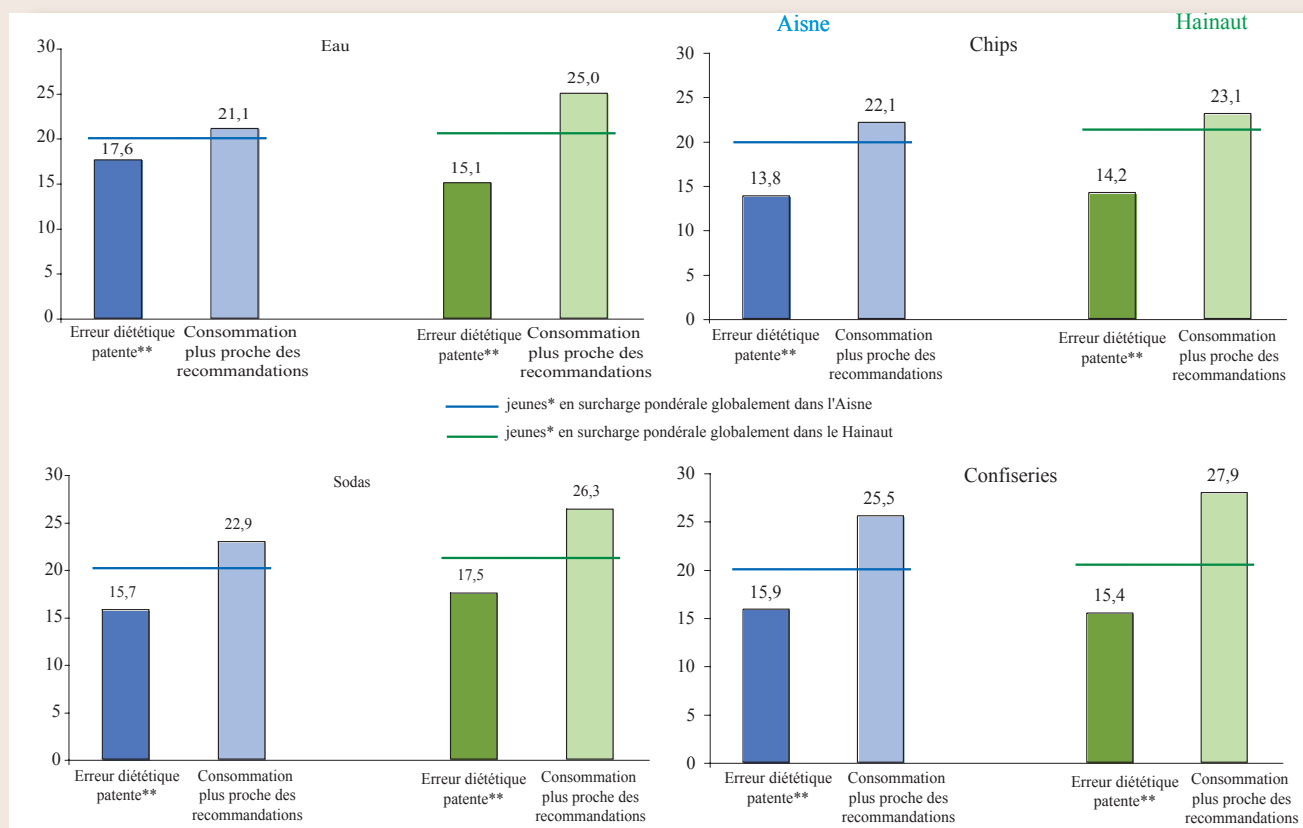 Aisne
Hainaut
Eau
30
25
20
15
10
5
0
17,6
21,1
15,1
25,0
Erreur diététique
patente**
Consommation
plus proche des
recommandations
Erreur diététique
patente**
Consommation
plus proche des
recommandations
Chips
30
25
20
15
10
5
0
13,8
22,1
14,2
23,1
Erreur diététique
patente**
Consommation
plus proche des
recommandations
Erreur diététique
patente**
Consommation
plus proche des
recommandations
jeunes* en surcharge pondérale globalement dans l'Aisne
jeunes* en surcharge pondérale globalement dans le Hainaut
Sodas
30
25
20
15
10
5
0
15,7
22,9
17,5
26,3
Erreur diététique
patente**
Consommation
plus proche des
recommandations
Erreur diététique
patente**
Consommation
plus proche des
recommandations
Confiseries
30
25
20
15
10
5
0
15,9
25,5
15,4
27,9
Erreur diététique
patente**
Consommation
plus proche des
recommandations
Erreur diététique
patente**
Consommation
plus proche des
recommandations